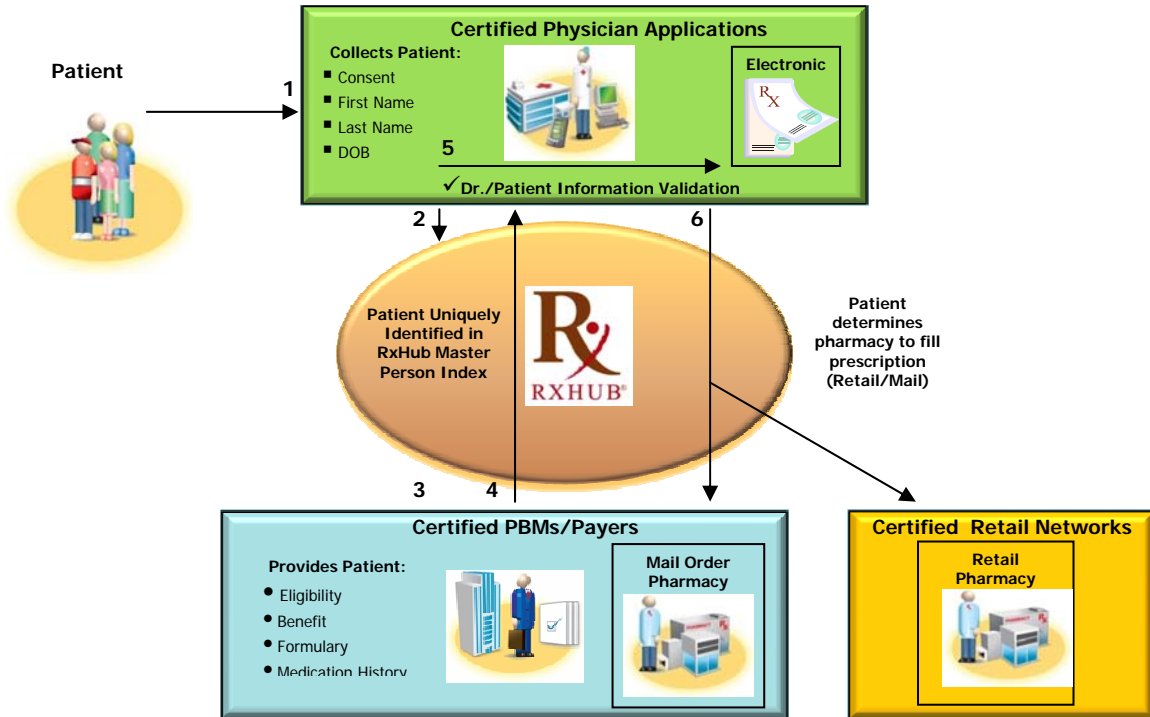 Certified Physician Applications
Patient
1
Collects Patient:
Consent
First Name
Last Name
DOB
Electronic
Rx
5
✓Dr./Patient Information Validation
2
6
Patient Uniquely
Identified in
RxHub Master
Person Index
Rx
RXHUB®
Patient
determines
pharmacy to fill
prescription
(Retail/Mail)
3
4
Certified PBMs/Payers
Provides Patient:
Eligibility
Benefit
Formulary
Medication History
Mail Order
Pharmacy
Certified Retail Networks
Retail
Pharmacy